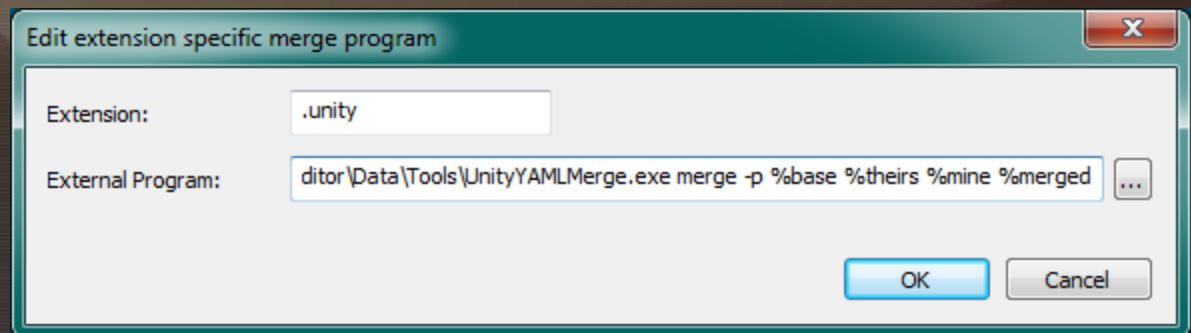 Edit extension specific merge program
X
Extension: .unity
External Program: ditor\Data\Tools\UnityYAMLMerge.exe merge -p %base %theirs %mine %merged ...
OK Cancel